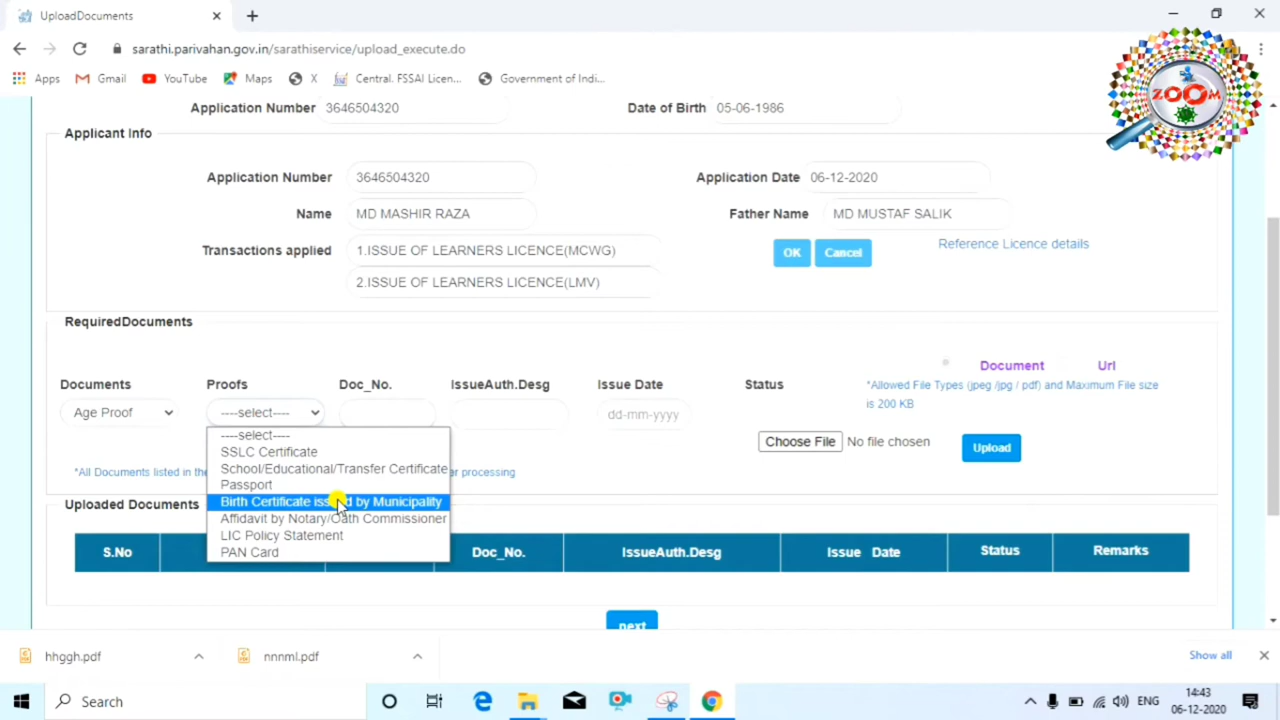 UploadDocuments
sarathi.parivahan.gov.in/sarathiservice/upload_execute.do
Apps Gmail YouTube Maps X Central. FSSAI Licen... Government of Indi...
ZOOM
Application Number 3646504320 Date of Birth 05-06-1986
Applicant Info
Application Number 3646504320 Application Date 06-12-2020
Name MD MASHIR RAZA Father Name MD MUSTAF SALIK
Transactions applied 1.ISSUE OF LEARNERS LICENCE(MCWG) OK Cancel Reference Licence details
2.ISSUE OF LEARNERS LICENCE(LMV)
RequiredDocuments
Document Url
Documents Proofs Doc_No. IssueAuth.Desg Issue Date Status *Allowed File Types (jpeg /jpg / pdf) and Maximum File size
is 200 KB
Age Proof ----select---- dd-mm-yyyy
----select----
Choose File No file chosen Upload
SSLC Certificate
School/Educational/Transfer Certificate
*All Documents listed in the er processing
Passport
Birth Certificate issued by Municipality
Uploaded Documents
Affidavit by Notary/Oath Commissioner
LIC Policy Statement
PAN Card
S.No Doc_No. IssueAuth.Desg Issue Date Status Remarks
next
hhggh.pdf nnnml.pdf Show all
Search ENG 14:43
06-12-2020